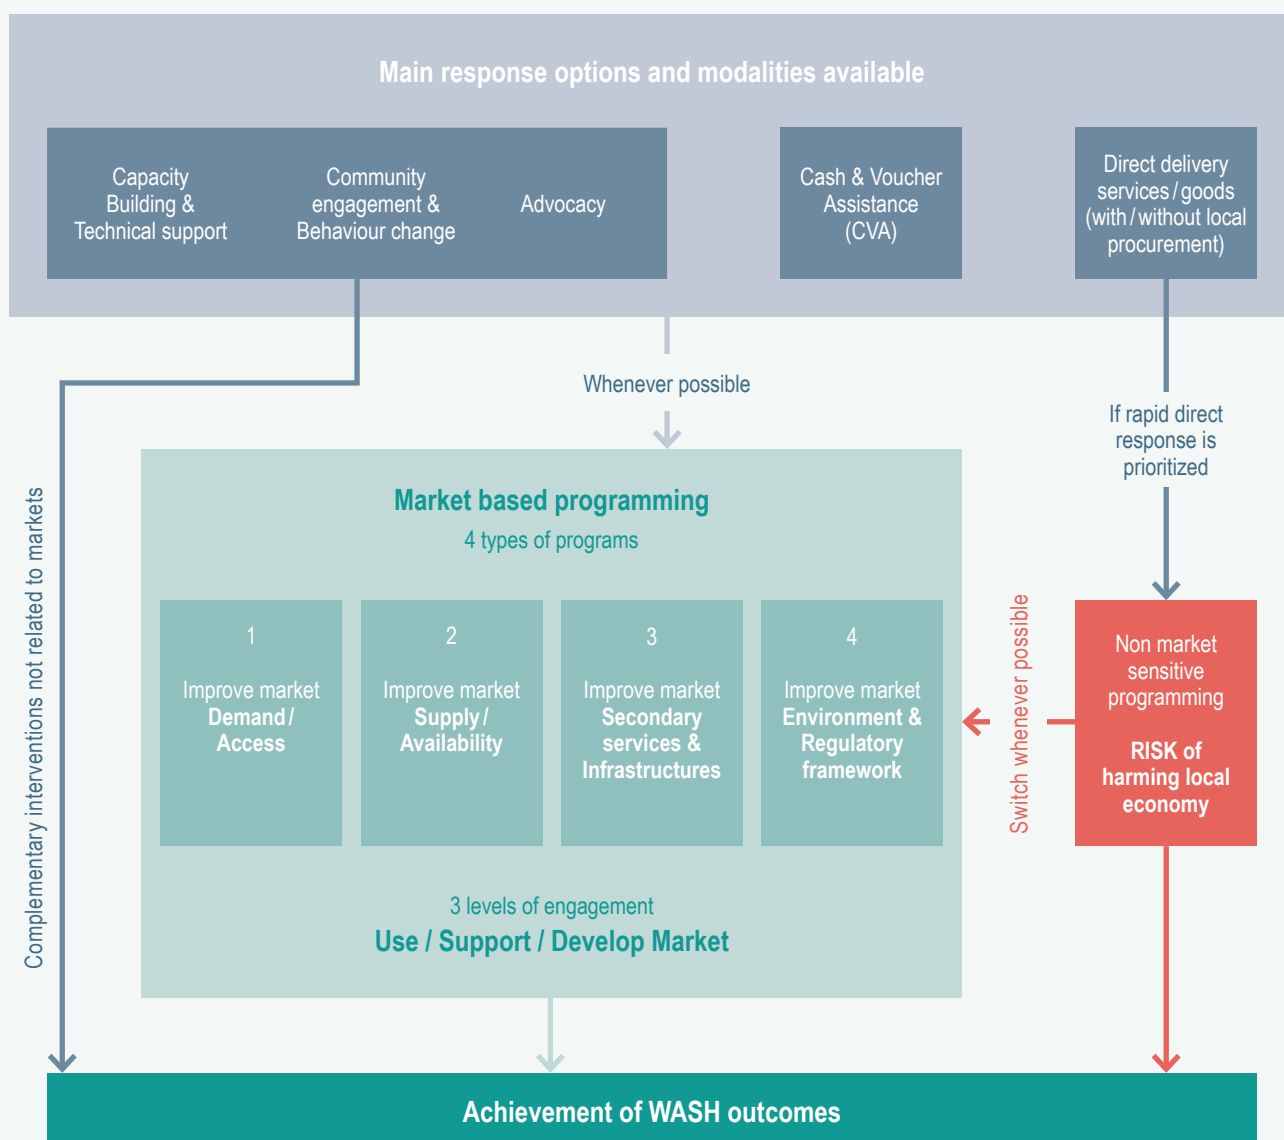 Main response options and modalities available
Capacity
Building &
Technical support
Community
engagement &
Behaviour change
Advocacy
Cash & Voucher
Assistance
(CVA)
Direct delivery
services / goods
(with / without local
procurement)
Whenever possible
If rapid direct
response is
prioritized
Complementary interventions not related to markets
Market based programming
4 types of programs
1
Improve market
Demand /
Access
2
Improve market
Supply /
Availability
3
Improve market
Secondary
services &
Infrastructures
4
Improve market
Environment &
Regulatory
framework
Switch whenever possible
Non market
sensitive
programming
RISK of
harming local
economy
3 levels of engagement
Use / Support / Develop Market
Achievement of WASH outcomes